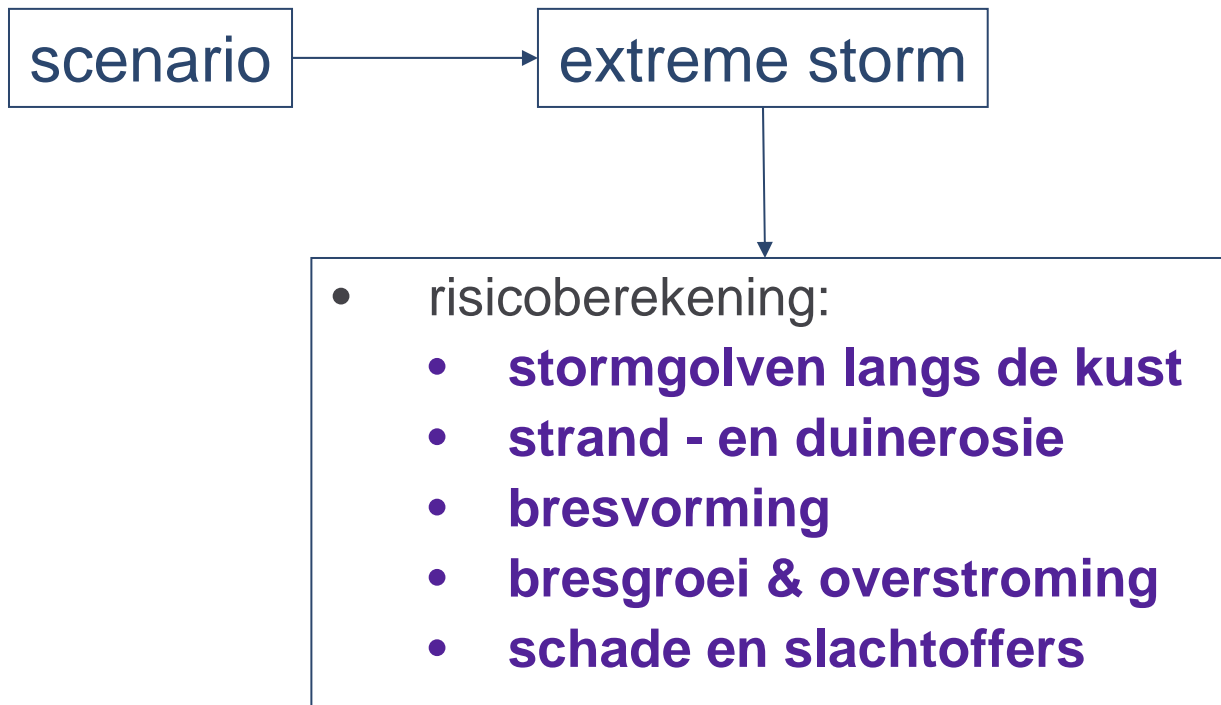 scenario
extreme storm
• risicoberekening:
• stormgolven langs de kust
• strand - en duinerosie
• bresvorming
• bresgroei & overstroming
• schade en slachtoffers